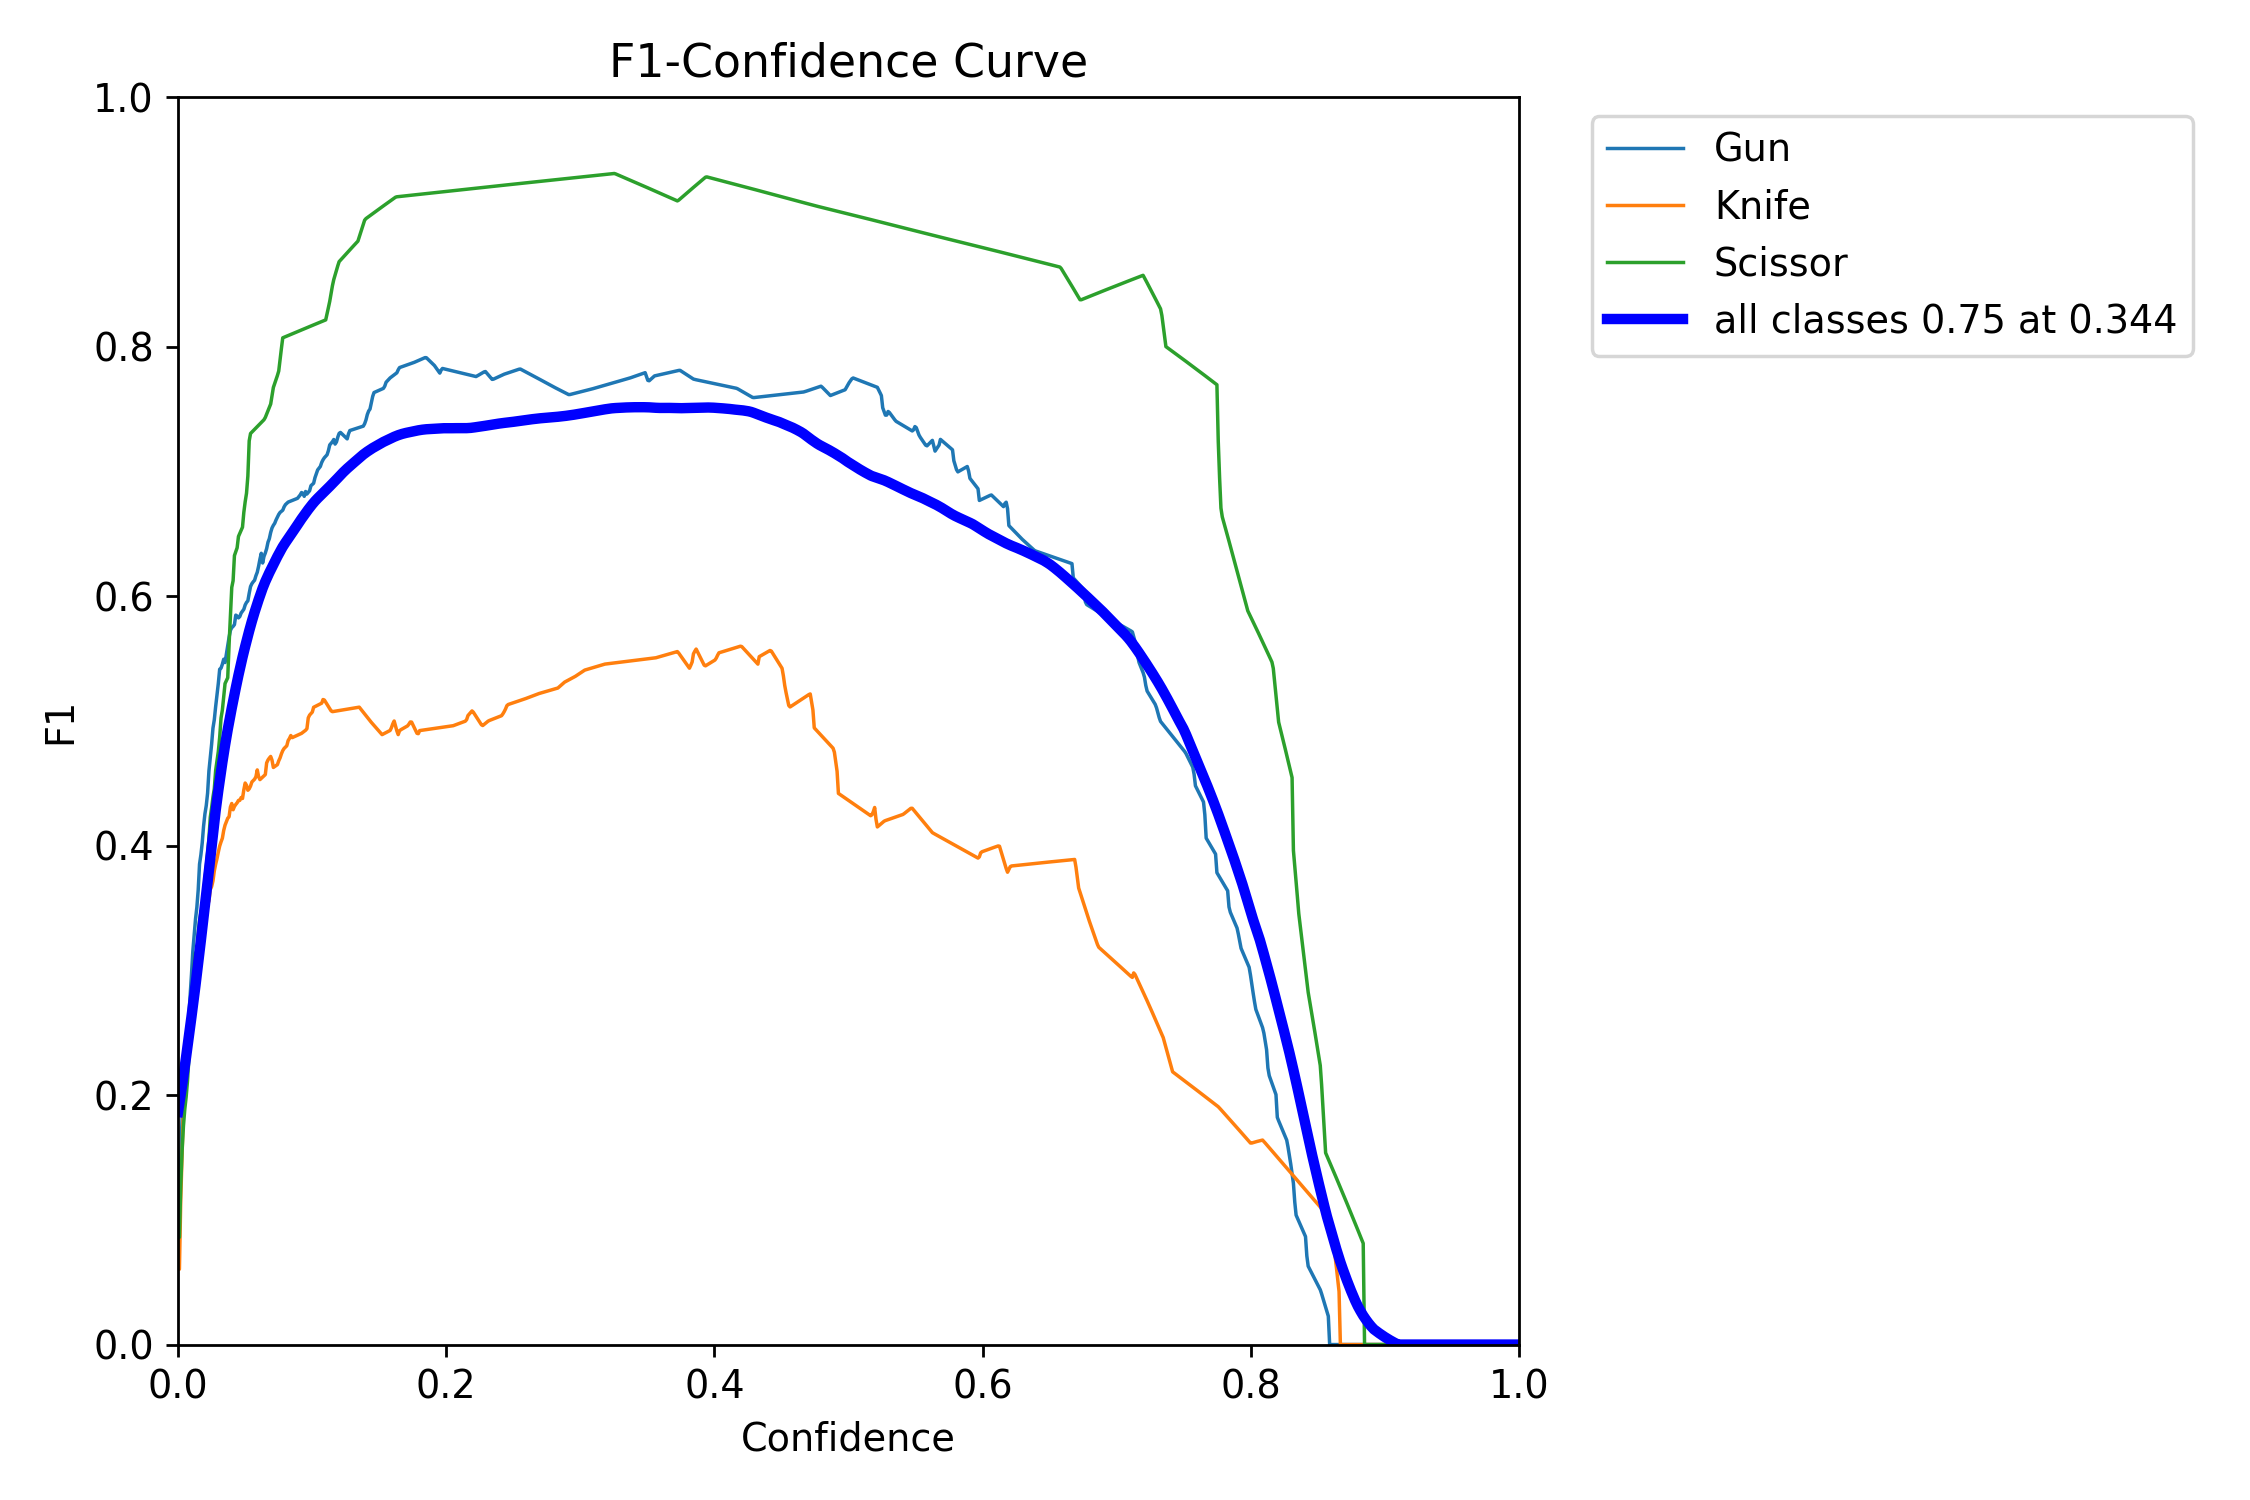 F1-Confidence Curve
1.0
0.8
0.6
0.4
0.2
0.0
F1
0.0 0.2 0.4 0.6 0.8 1.0
Confidence
Gun
Knife
Scissor
all classes 0.75 at 0.344